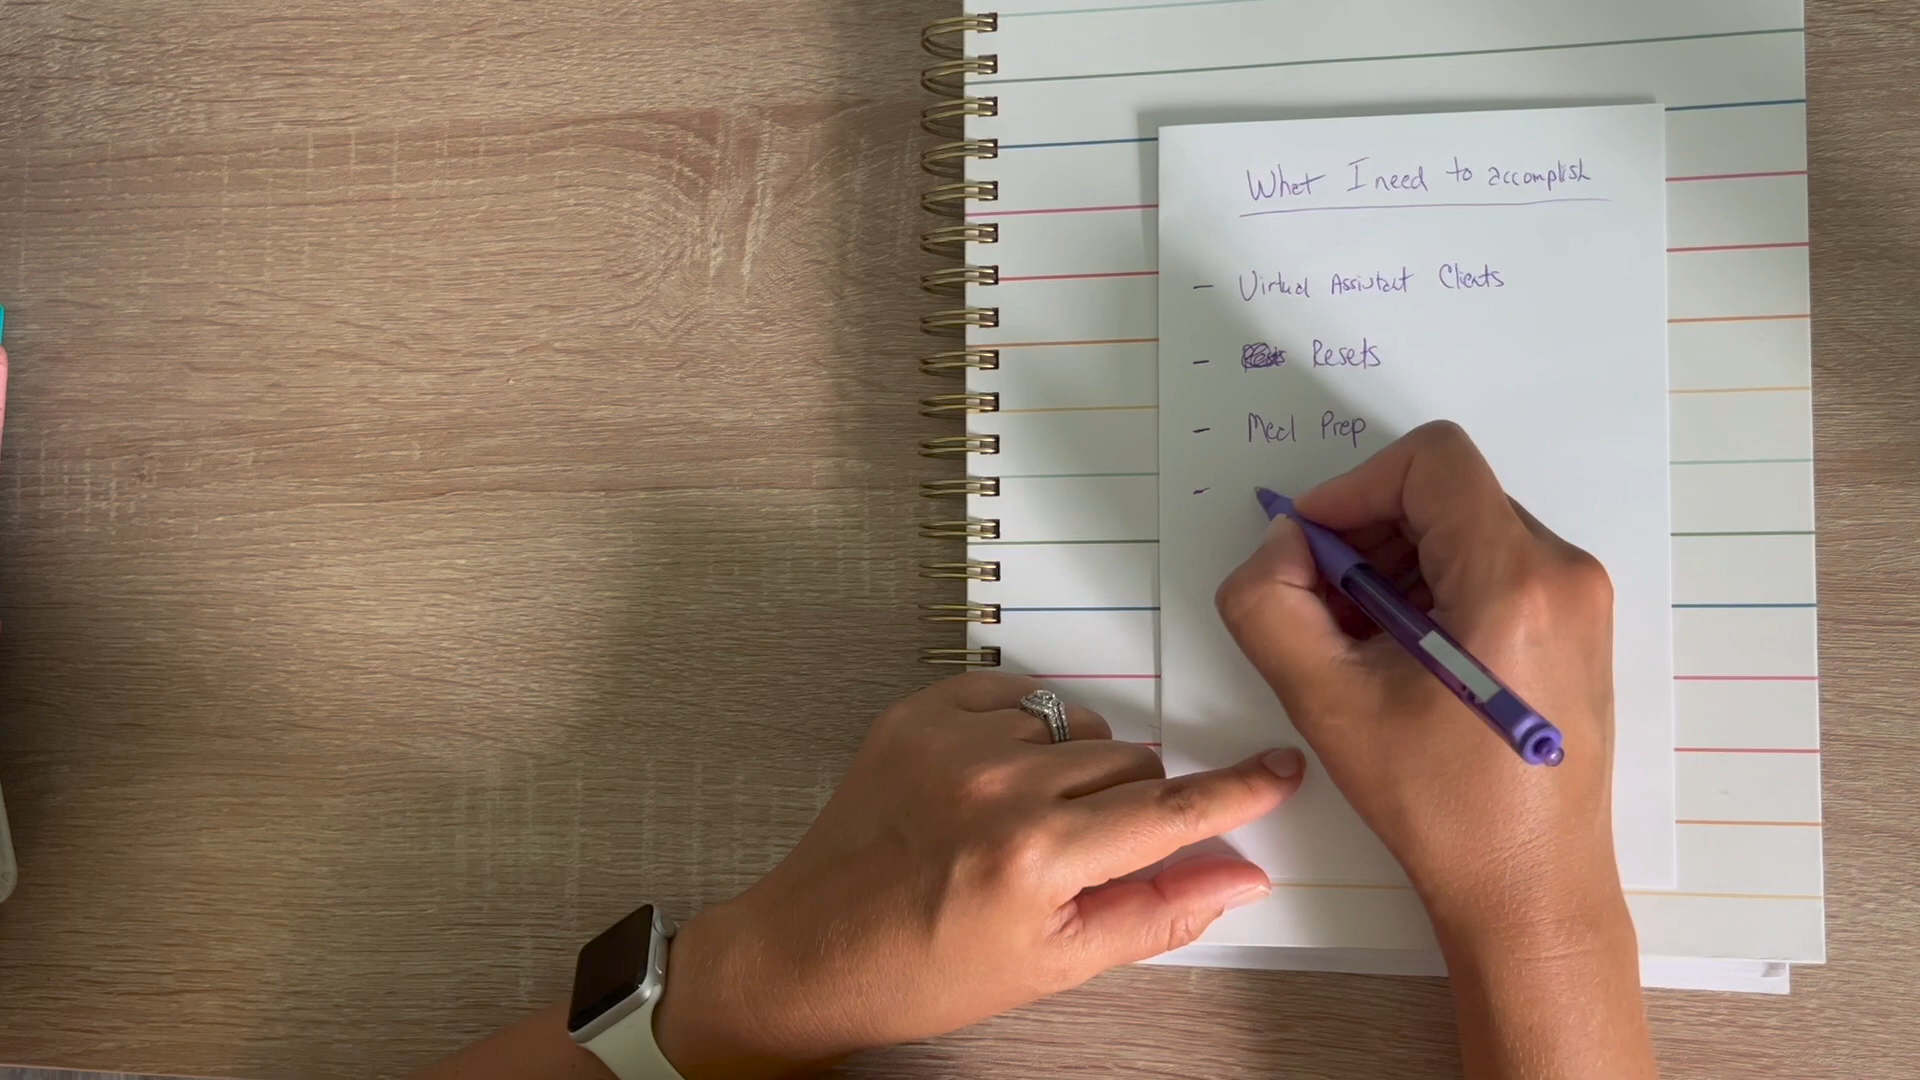 What I need to accomplish
- Virtual Assistant Clients
- Resets
- Meal Prep
-